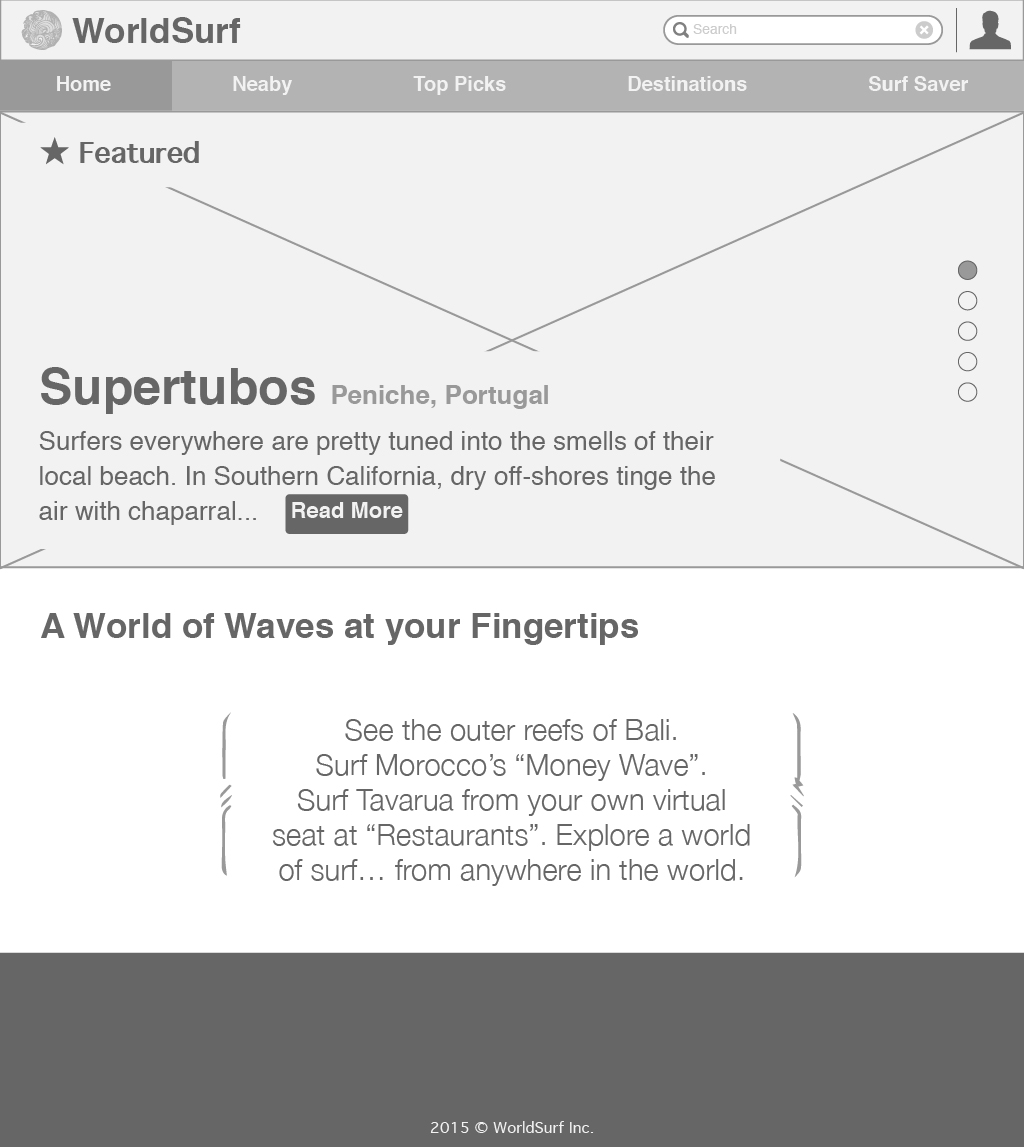 WorldSurf
Search
Home Neaby Top Picks Destinations Surf Saver
★ Featured
Supertubos Peniche, Portugal
Surfers everywhere are pretty tuned into the smells of their
local beach. In Southern California, dry off-shores tinge the
air with chaparral... Read More
A World of Waves at your Fingertips
See the outer reefs of Bali.
Surf Morocco’s “Money Wave”.
Surf Tavarua from your own virtual
seat at “Restaurants”. Explore a world
of surf… from anywhere in the world.
2015 © WorldSurf Inc.